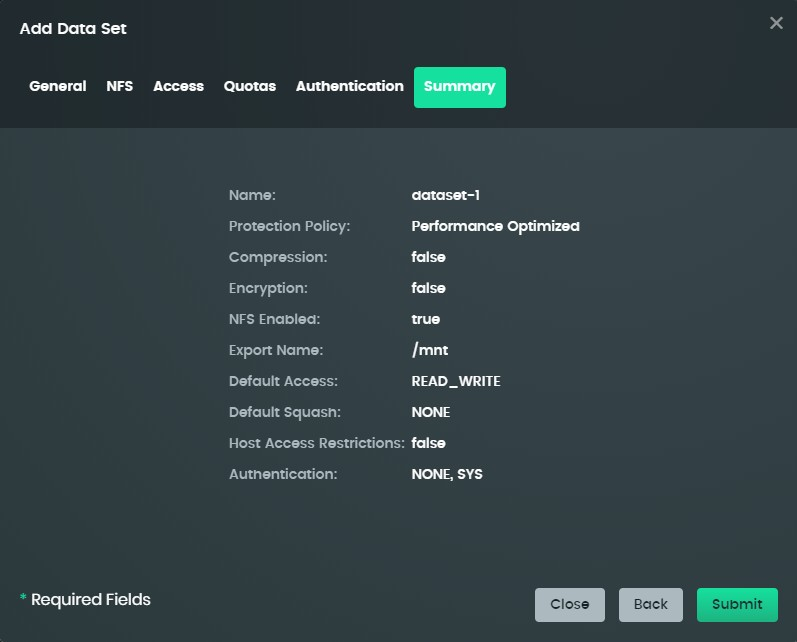 Add Data Set
General NFS Access Quotas Authentication Summary
Name: dataset-1
Protection Policy: Performance Optimized
Compression: false
Encryption: false
NFS Enabled: true
Export Name: /mnt
Default Access: READ_WRITE
Default Squash: NONE
Host Access Restrictions: false
Authentication: NONE, SYS
* Required Fields Close Back Submit